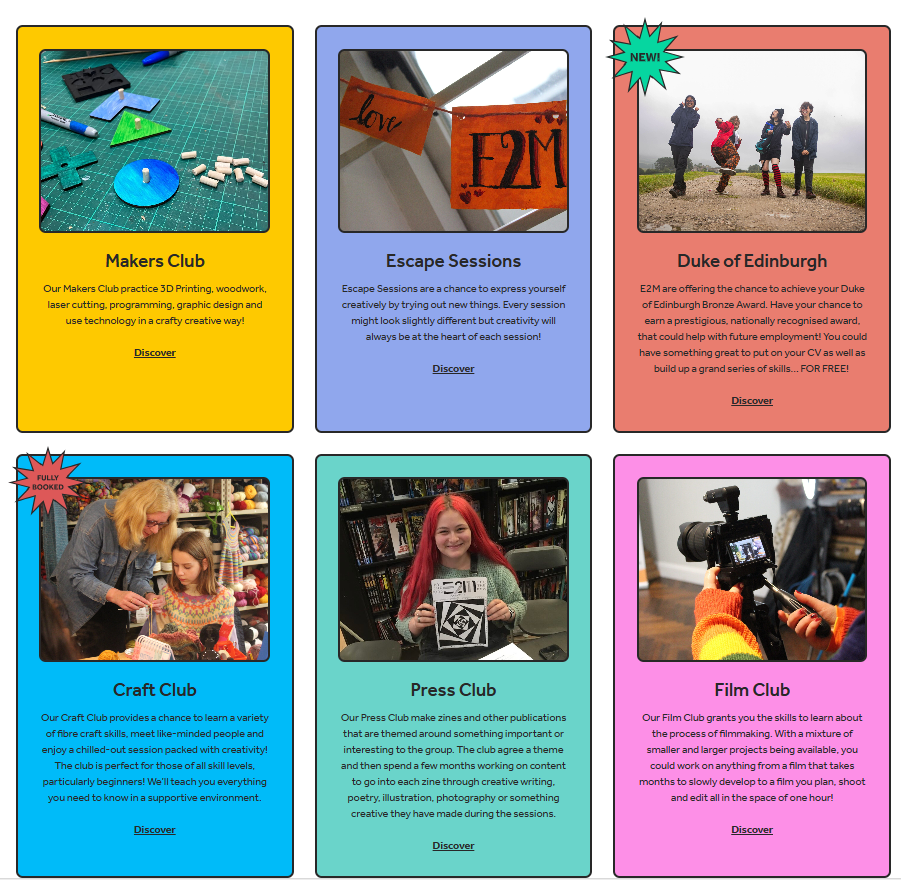 Makers Club
Our Makers Club practice 3D Printing, woodwork,
laser cutting, programming, graphic design and
use technology in a crafty creative way!
Discover
love
E2M
Escape Sessions
Escape Sessions are a chance to express yourself
creatively by trying out new things. Every session
might look slightly different but creativity will
always be at the heart of each session!
Discover
NEW!
Duke of Edinburgh
E2M are offering the chance to achieve your Duke
of Edinburgh Bronze Award. Have your chance to
earn a prestigious, nationally recognised award,
that could help with future employment! You could
have something great to put on your CV as well as
build up a grand series of skills... FOR FREE!
Discover
FULLY
BOOKED
Craft Club
Our Craft Club provides a chance to learn a variety
of fibre craft skills, meet like-minded people and
enjoy a chilled-out session packed with creativity!
The club is perfect for those of all skill levels,
particularly beginners! We'll teach you everything
you need to know in a supportive environment.
Discover
E2M
Press Club
Our Press Club make zines and other publications
that are themed around something important or
interesting to the group. The club agree a theme
and then spend a few months working on content
to go into each zine through creative writing,
poetry, illustration, photography or something
creative they have made during the sessions.
Discover
Film Club
Our Film Club grants you the skills to learn about
the process of filmmaking. With a mixture of
smaller and larger projects being available, you
could work on anything from a film that takes
months to slowly develop to a film you plan, shoot
and edit all in the space of one hour!
Discover